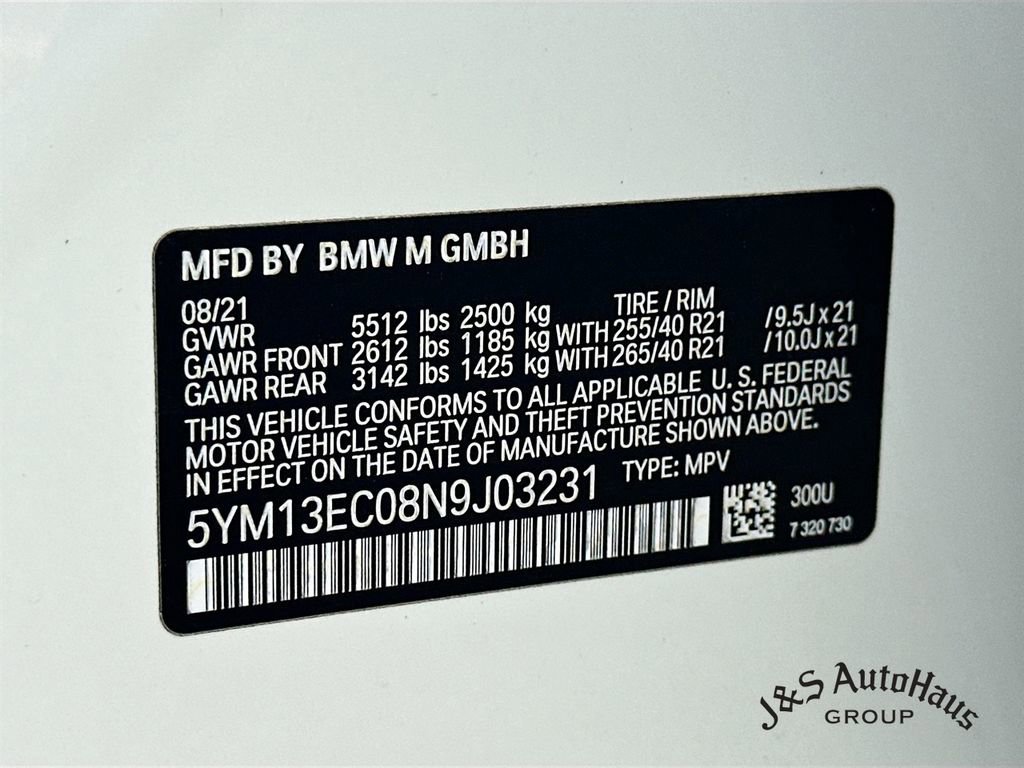 MFD BY BMW M GMBH
08/21 TIRE / RIM
GVWR 5512 lbs 2500 kg
GAWR FRONT 2612 lbs 1185 kg WITH 255/40 R21 /9.5J x 21
GAWR REAR 3142 lbs 1425 kg WITH 265/40 R21 /10.0J x 21
THIS VEHICLE CONFORMS TO ALL APPLICABLE U. S. FEDERAL
MOTOR VEHICLE SAFETY AND THEFT PREVENTION STANDARDS
IN EFFECT ON THE DATE OF MANUFACTURE SHOWN ABOVE.
5YM13EC08N9J03231 TYPE: MPV
300U
7 320 730
J&S AutoHaus
GROUP